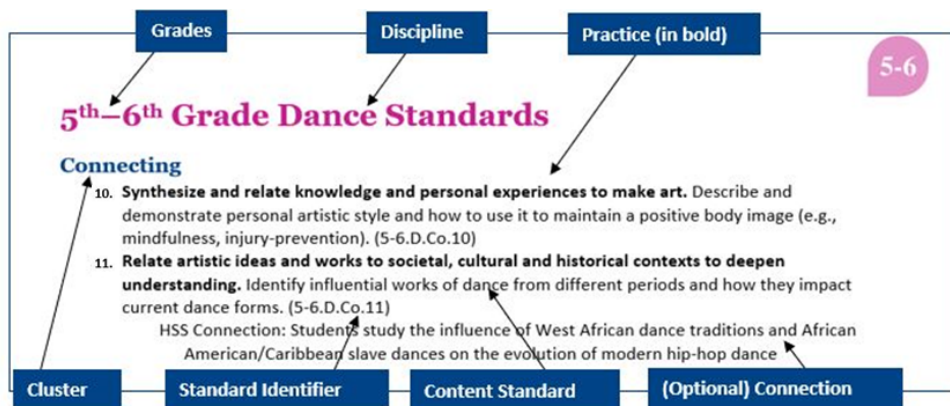 Grades
Discipline
Practice (in bold)
5-6
5th–6th Grade Dance Standards
Connecting
10. Synthesize and relate knowledge and personal experiences to make art. Describe and
demonstrate personal artistic style and how to use it to maintain a positive body image (e.g.,
mindfulness, injury-prevention). (5-6.D.Co.10)
11. Relate artistic ideas and works to societal, cultural and historical contexts to deepen
understanding. Identify influential works of dance from different periods and how they impact
current dance forms. (5-6.D.Co.11)
HSS Connection: Students study the influence of West African dance traditions and African
American/Caribbean slave dances on the evolution of modern hip-hop dance
Cluster
Standard Identifier
Content Standard
(Optional) Connection